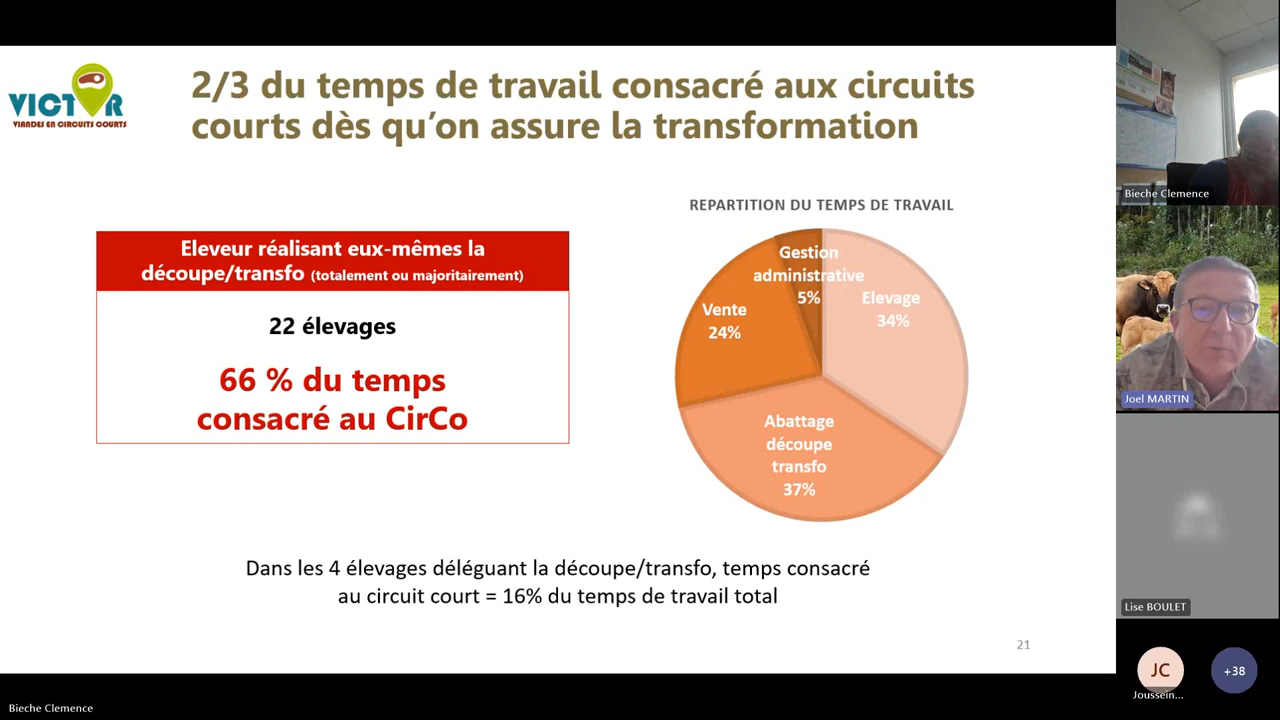 VICTOR
VIANDES EN CIRCUITS COURTS
2/3 du temps de travail consacré aux circuits
courts dès qu'on assure la transformation
Eleveur réalisant eux-mêmes la
découpe/transfo (totalement ou majoritairement)
22 élevages
66 % du temps
consacré au CirCo
REPARTITION DU TEMPS DE TRAVAIL
Gestion
administrative
5%
Elevage
34%
Vente
24%
Abattage
découpe
transfo
37%
Dans les 4 élevages déléguant la découpe/transfo, temps consacré
au circuit court = 16% du temps de travail total
21
Bieche Clemence
Joel MARTIN
Lise BOULET
JC
Joussein...
+38
Bieche Clemence